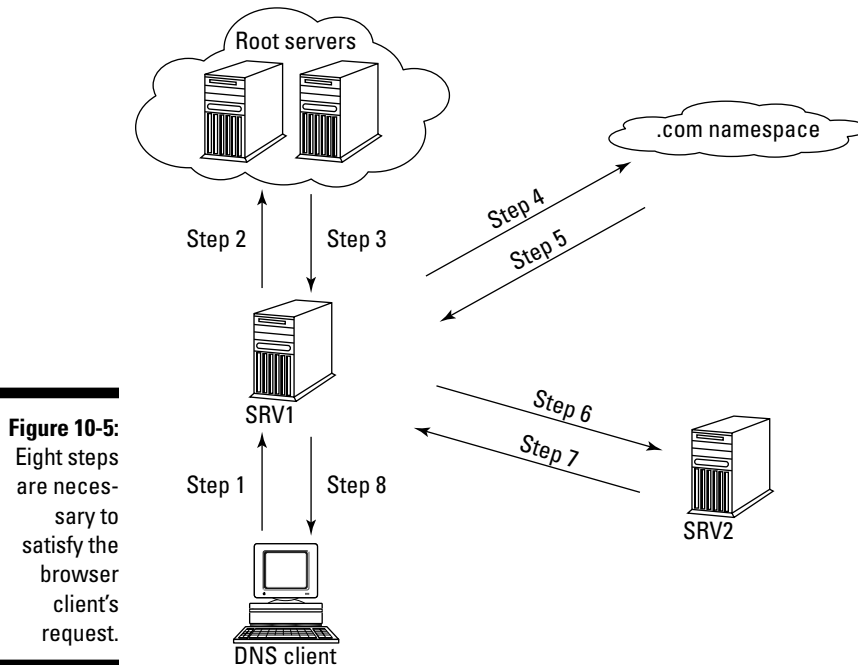 Root servers
.com namespace
Step 4
Step 2
Step 3
Step 5
SRV1
Step 6
Step 7
Step 1
Step 8
SRV2
DNS client
Figure 10-5:
Eight steps
are neces-
sary to
satisfy the
browser
client's
request.